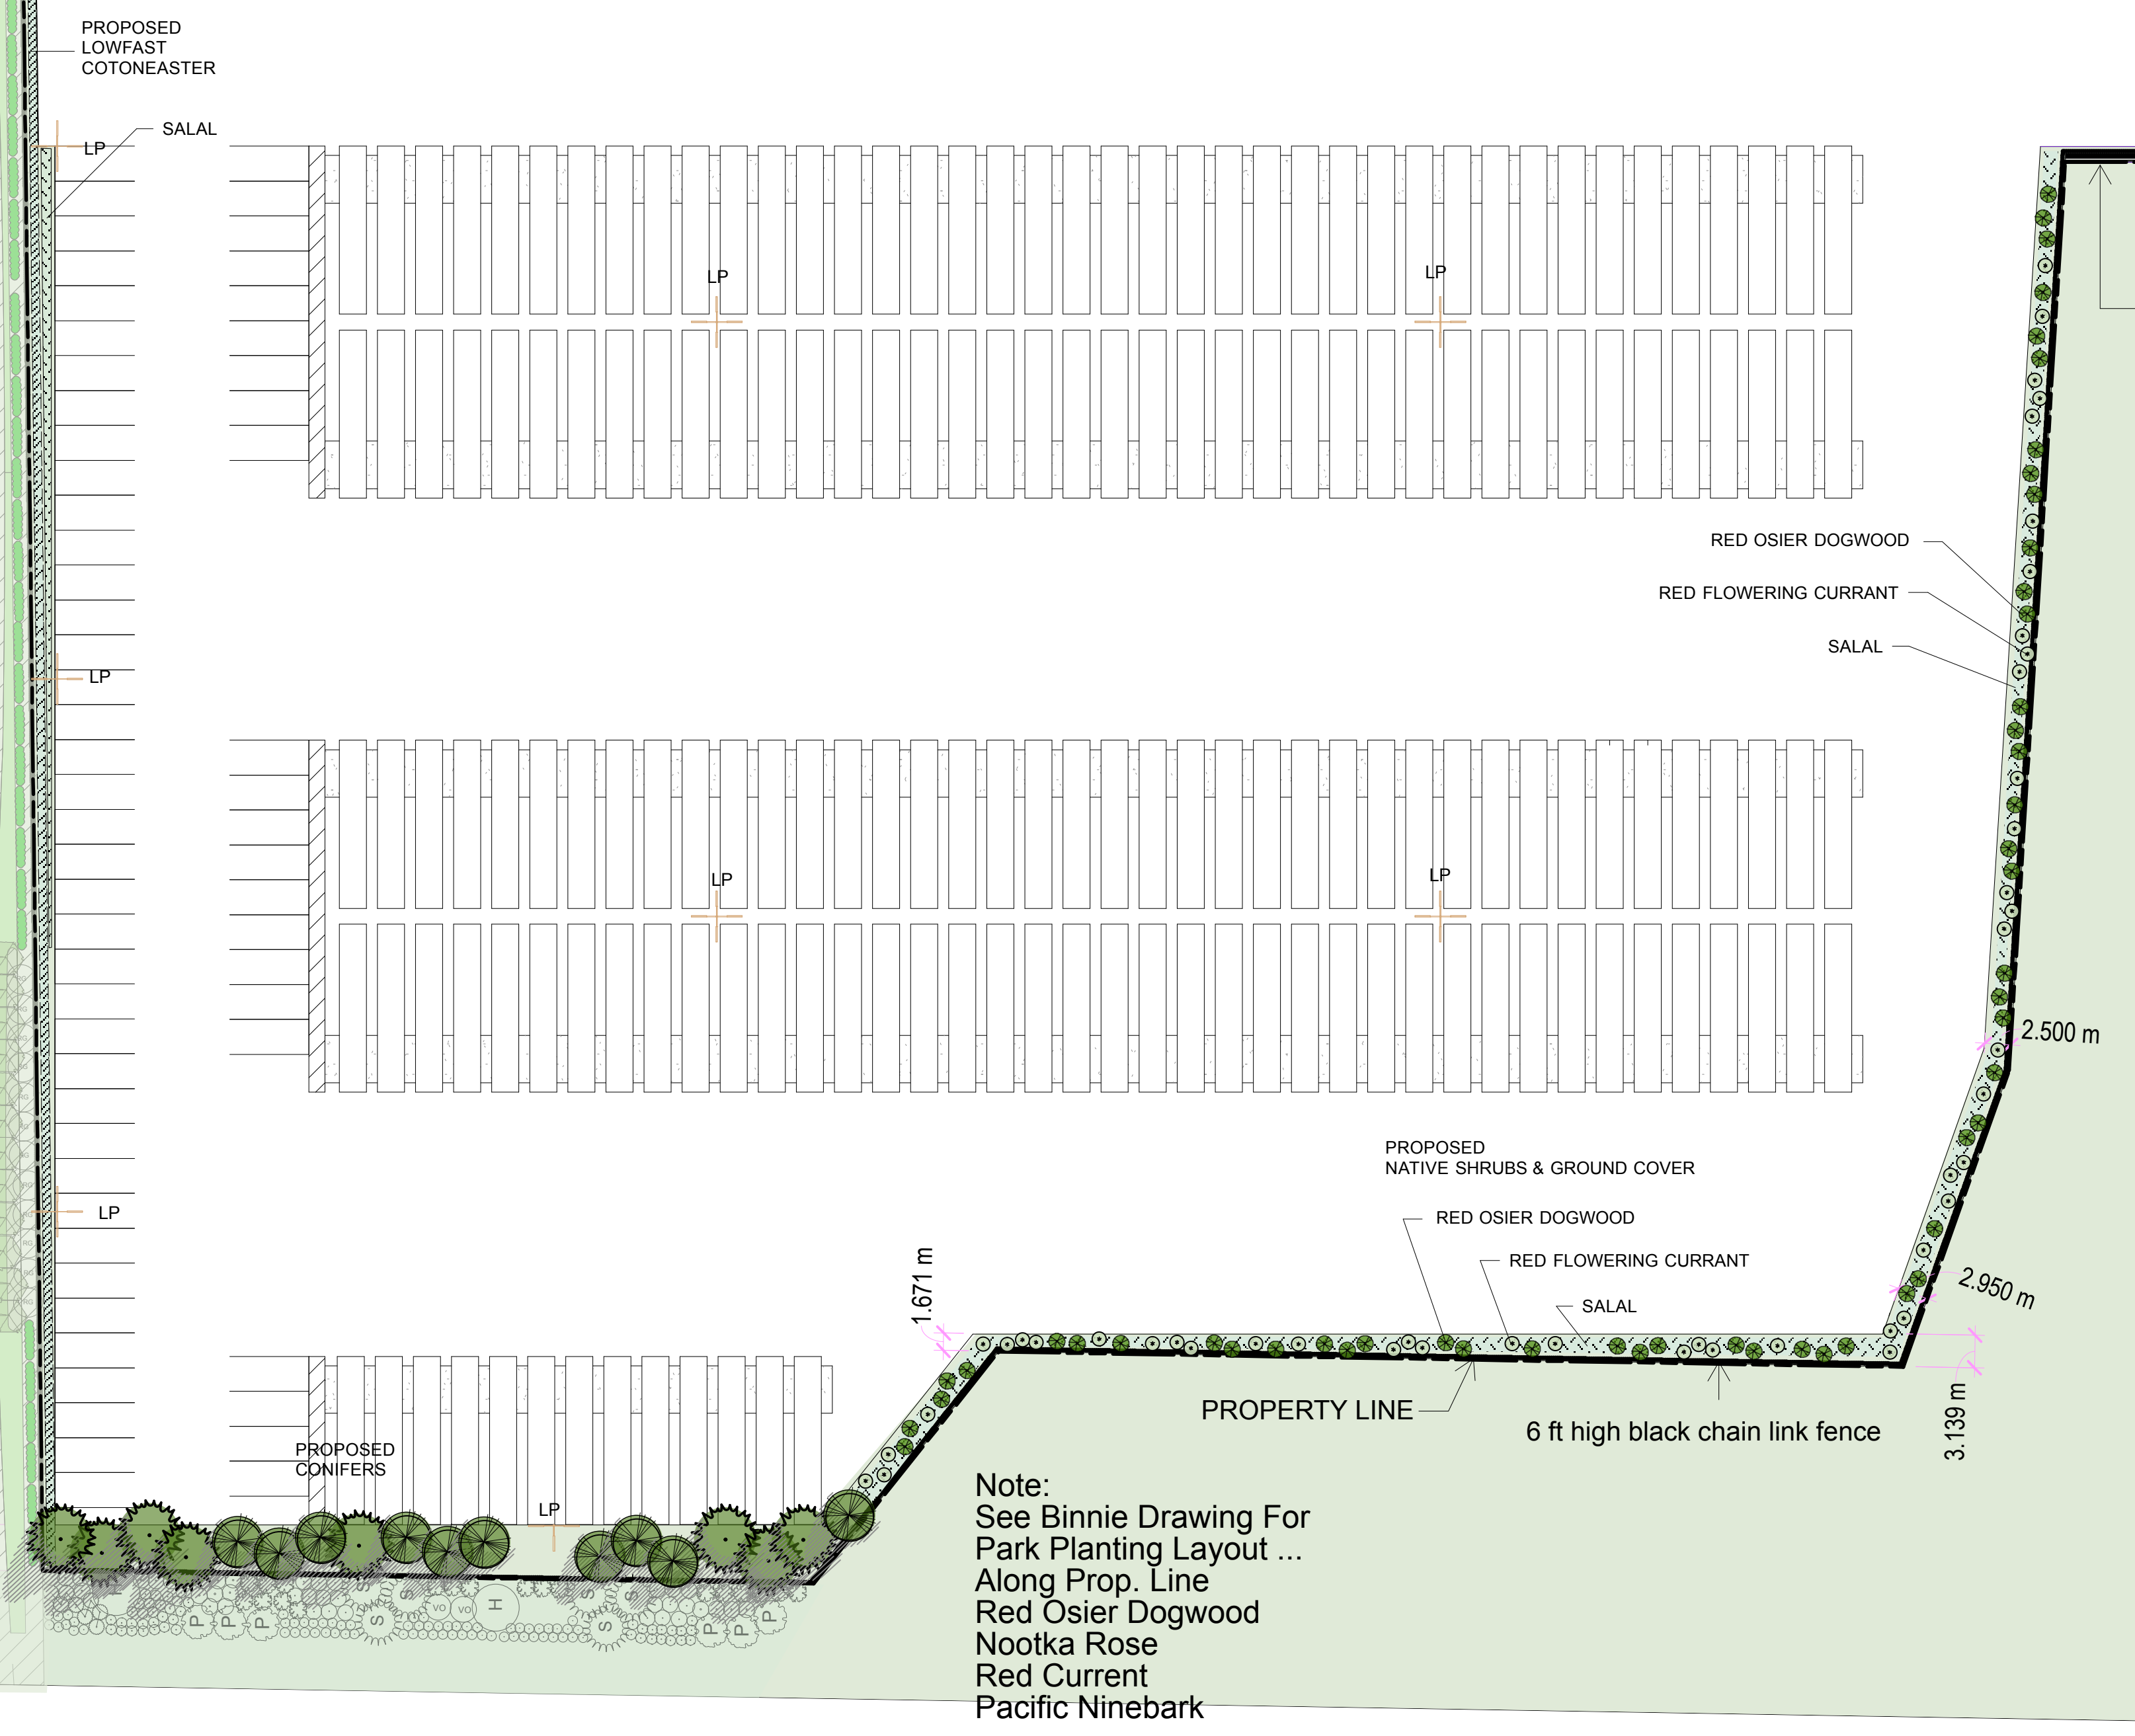 PROPOSED
LOWFAST
COTONEASTER
SALAL
LP
LP
LP
RED OSIER DOGWOOD
RED FLOWERING CURRANT
SALAL
LP
LP
LP
2.500 m
PROPOSED
NATIVE SHRUBS & GROUND COVER
LP
RED OSIER DOGWOOD
RED FLOWERING CURRANT
SALAL
1.671 m
2.950 m
3.139 m
PROPERTY LINE
6 ft high black chain link fence
PROPOSED
CONIFERS
LP
Note:
See Binnie Drawing For
Park Planting Layout ...
Along Prop. Line
Red Osier Dogwood
Nootka Rose
Red Current
Pacific Ninebark
P
P
P
S
VO
VO
H
S
P
P
P